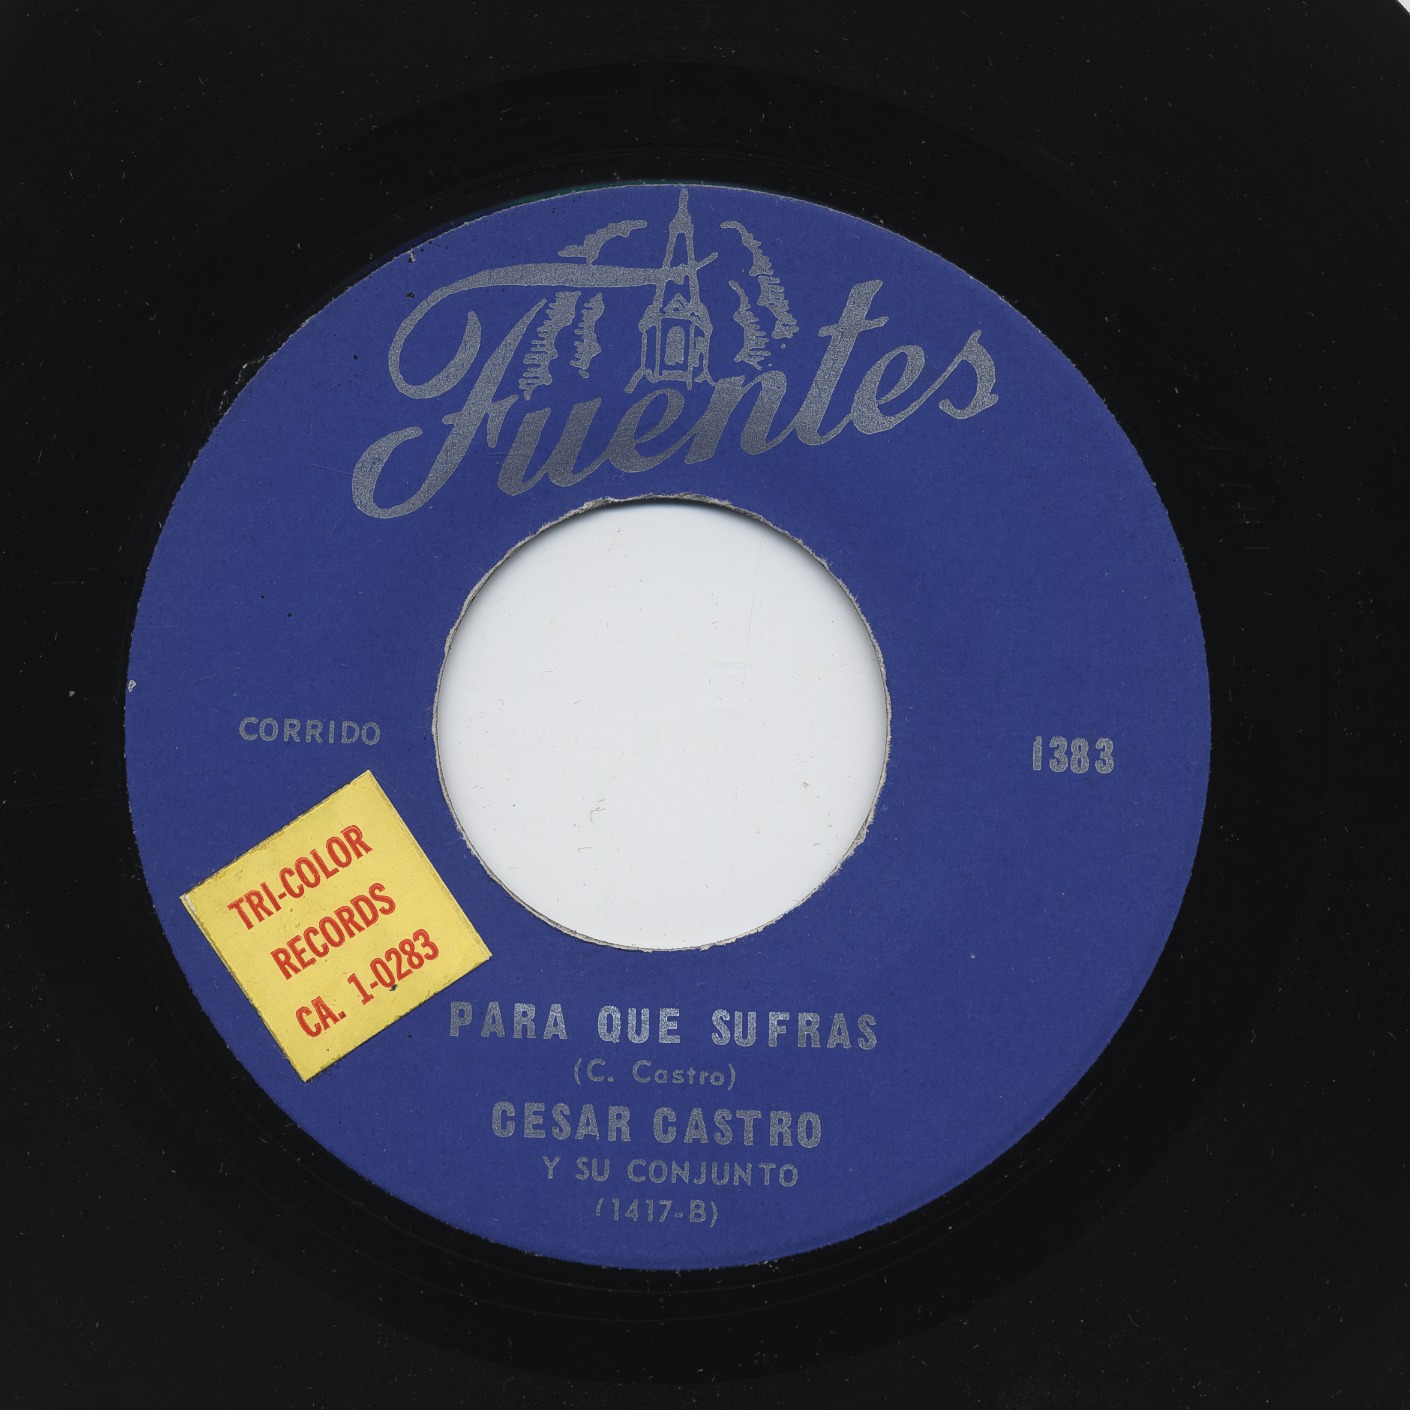 Fuentes
CORRIDO
1383
TRI-COLOR
RECORDS
CA. 1-0283
PARA QUE SUFRAS
(C. Castro)
CESAR CASTRO
Y SU CONJUNTO
(1417-B)